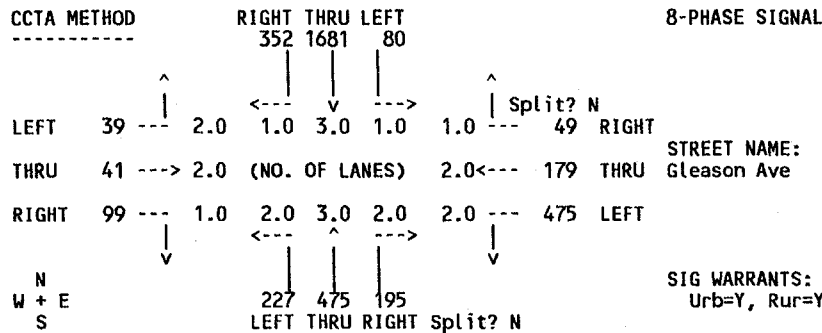 CCTA METHOD RIGHT THRU LEFT 8-PHASE SIGNAL
----------- 352 1681 80
^ | | | ^
| <--- v ---> | Split? N
LEFT 39 --- 2.0 1.0 3.0 1.0 1.0 --- 49 RIGHT
STREET NAME:
THRU 41 ---> 2.0 (NO. OF LANES) 2.0<--- 179 THRU Gleason Ave
RIGHT 99 --- 1.0 2.0 3.0 2.0 2.0 --- 475 LEFT
| <--- ^ ---> |
v | | | v
N SIG WARRANTS:
W + E 227 475 195 Urb=Y, Rur=Y
S LEFT THRU RIGHT Split? N